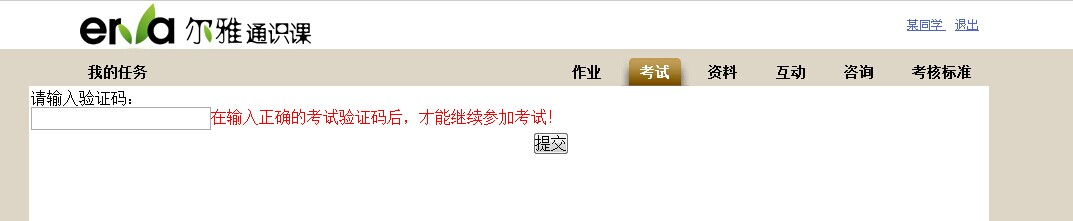 erya 尔雅通识课
某同学 退出
我的任务 作业 考试 资料 互动 咨询 考核标准
请输入验证码：
在输入正确的考试验证码后，才能继续参加考试！
提交